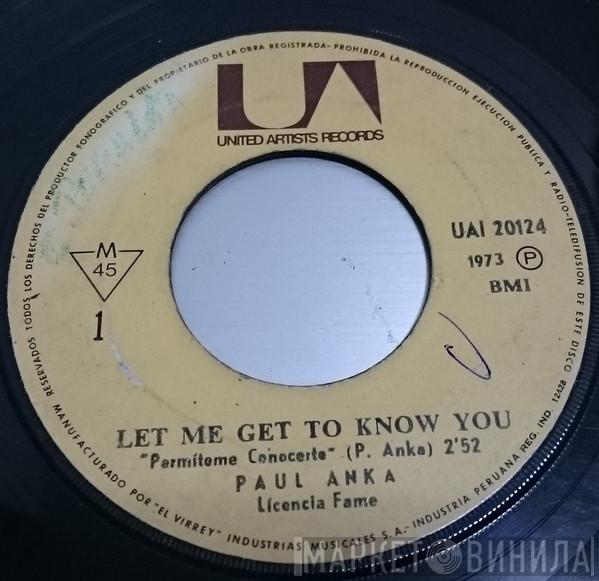 RESERVADOS TODOS LOS DERECHOS DEL PRODUCTOR FONOGRAFICO Y DEL PROPIETARIO DE LA OBRA REGISTRADA- PROHIBIDA LA REPRODUCCION EJECUCION PUBLICA Y RADIO-TELEDIFUSION DE ESTE DISCO
UA
UNITED ARTISTS RECORDS
UAI 20124
1973 Ⓟ
BMI
M
45
1
LET ME GET TO KNOW YOU
"Permíteme Conocerte" (P. Anka) 2'52
PAUL ANKA
Licencia Fame
MANUFACTURADO POR "EL VIRREY" INDUSTRIAS MUSICALES S.A.- INDUSTRIA PERUANA REG. IND. 12428
МАРКЕТ ВИНИЛА